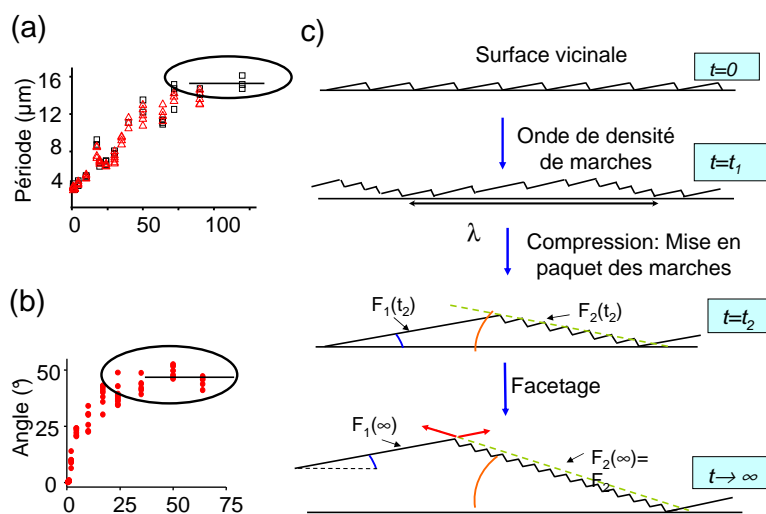 (a)
Période (µm)
16
12
8
4
0
50
100
(b)
Angle (°)
50
25
0
0
25
50
75
c)
Surface vicinale
t=0
Onde de densité
de marches
t=t1
λ
Compression: Mise en
paquet des marches
F1(t2)
F2(t2)
t=t2
Facetage
F1(∞)
F2(∞)=
F2
t→∞